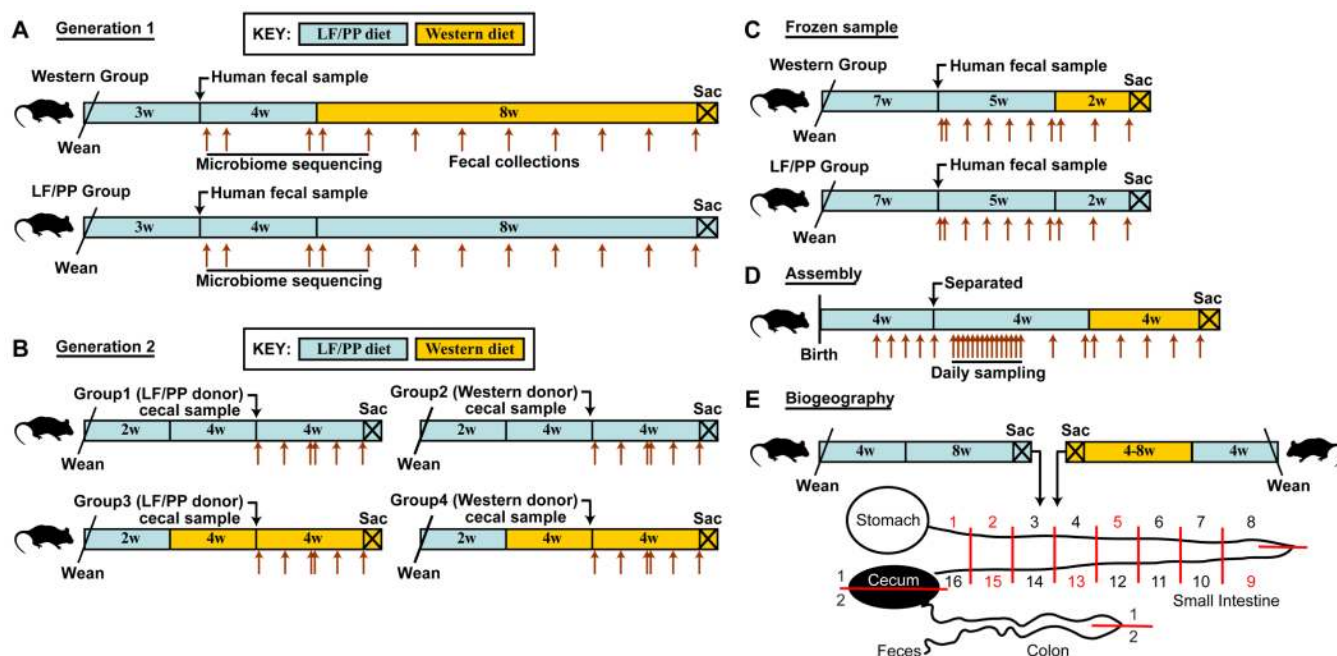 A Generation 1
KEY: LF/PP diet Western diet
Western Group
Human fecal sample
Sac
3w 4w 8w
Wean
Microbiome sequencing
Fecal collections
LF/PP Group
Human fecal sample
Sac
3w 4w 8w
Wean
Microbiome sequencing
B Generation 2
KEY: LF/PP diet Western diet
Group1 (LF/PP donor)
cecal sample
Sac
2w 4w 4w
Wean
Group2 (Western donor)
cecal sample
Sac
2w 4w 4w
Wean
Group3 (LF/PP donor)
cecal sample
Sac
2w 4w 4w
Wean
Group4 (Western donor)
cecal sample
Sac
2w 4w 4w
Wean
C Frozen sample
Western Group
Human fecal sample
Sac
7w 5w 2w
Wean
LF/PP Group
Human fecal sample
Sac
7w 5w 2w
Wean
D Assembly
Separated
Sac
4w 4w 4w
Birth
Daily sampling
E Biogeography
Sac Sac
4w 8w 4-8w 4w
Wean Wean
Stomach
1 2 3 4 5 6 7 8
Cecum
1
2
16 15 14 13 12 11 10 9
Small Intestine
1
2
Feces Colon